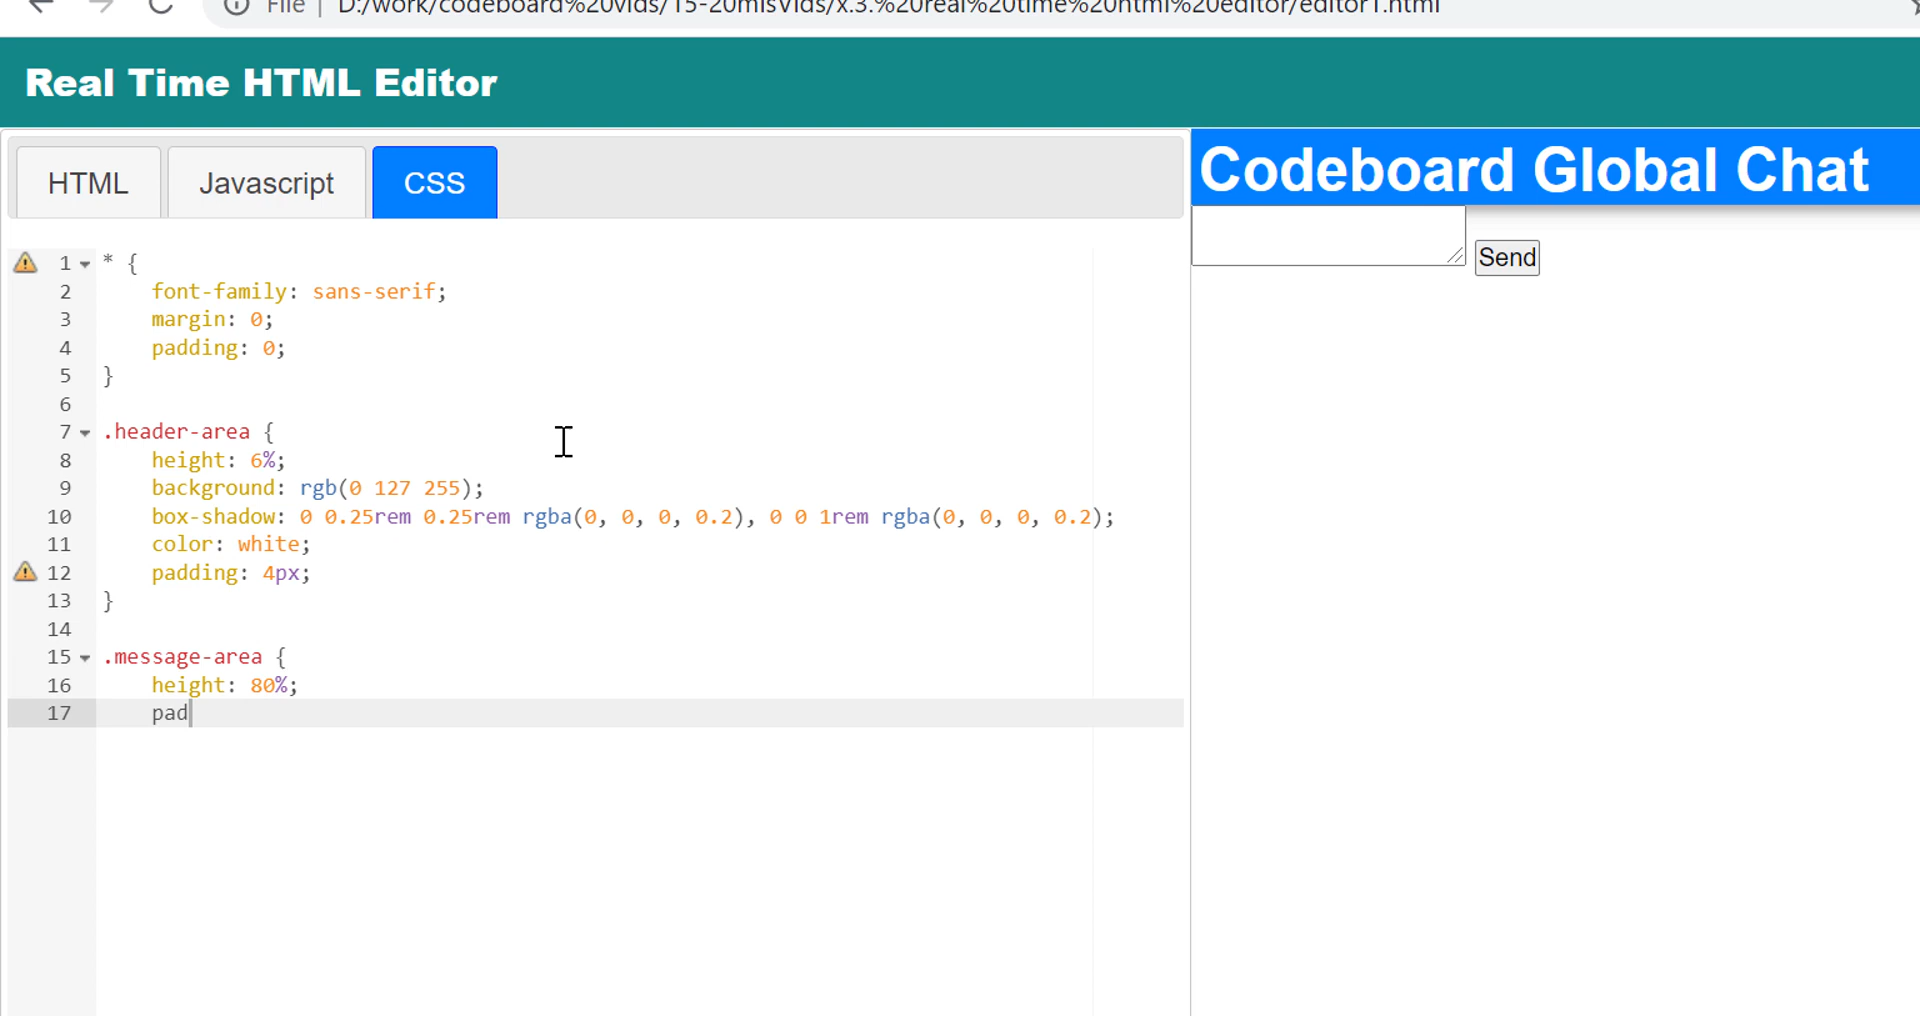 File | D:/work/codeboard%20vids/15-20misvids/x.3.%20real%20time%20html%20editor/editor1.html
Real Time HTML Editor
HTML Javascript CSS
1 * {
2 font-family: sans-serif;
3 margin: 0;
4 padding: 0;
5 }
6
7 .header-area {
8 height: 6%;
9 background: rgb(0 127 255);
10 box-shadow: 0 0.25rem 0.25rem rgba(0, 0, 0, 0.2), 0 0 1rem rgba(0, 0, 0, 0.2);
11 color: white;
12 padding: 4px;
13 }
14
15 .message-area {
16 height: 80%;
17 pad
Codeboard Global Chat
Send